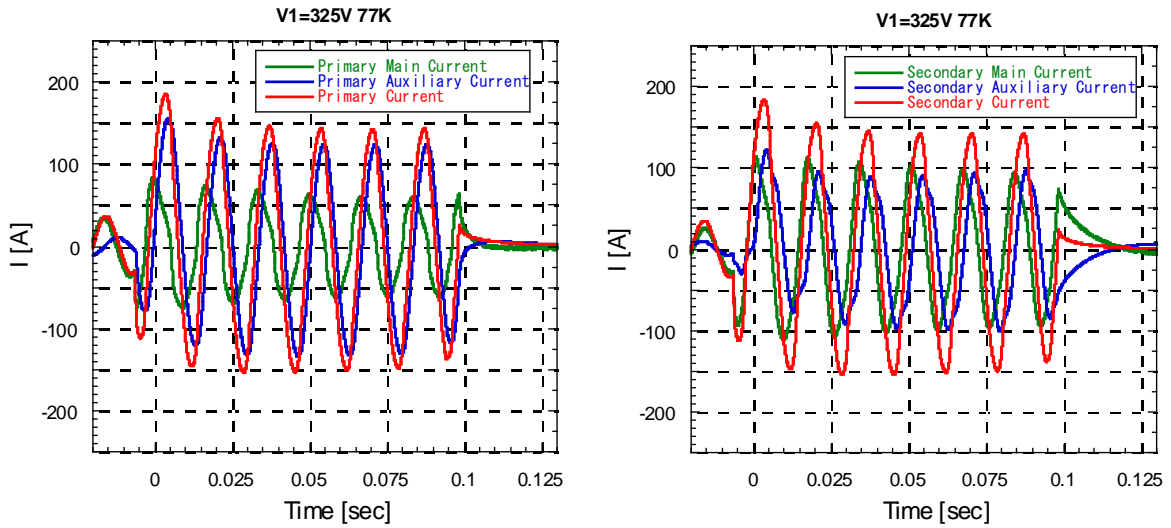 V1=325V 77K
Primary Main Current
Primary Auxiliary Current
Primary Current
200
100
0
-100
-200
I [A]
0
0.025
0.05
0.075
0.1
0.125
Time [sec]
V1=325V 77K
Secondary Main Current
Secondary Auxiliary Current
Secondary Current
200
100
0
-100
-200
I [A]
0
0.025
0.05
0.075
0.1
0.125
Time [sec]